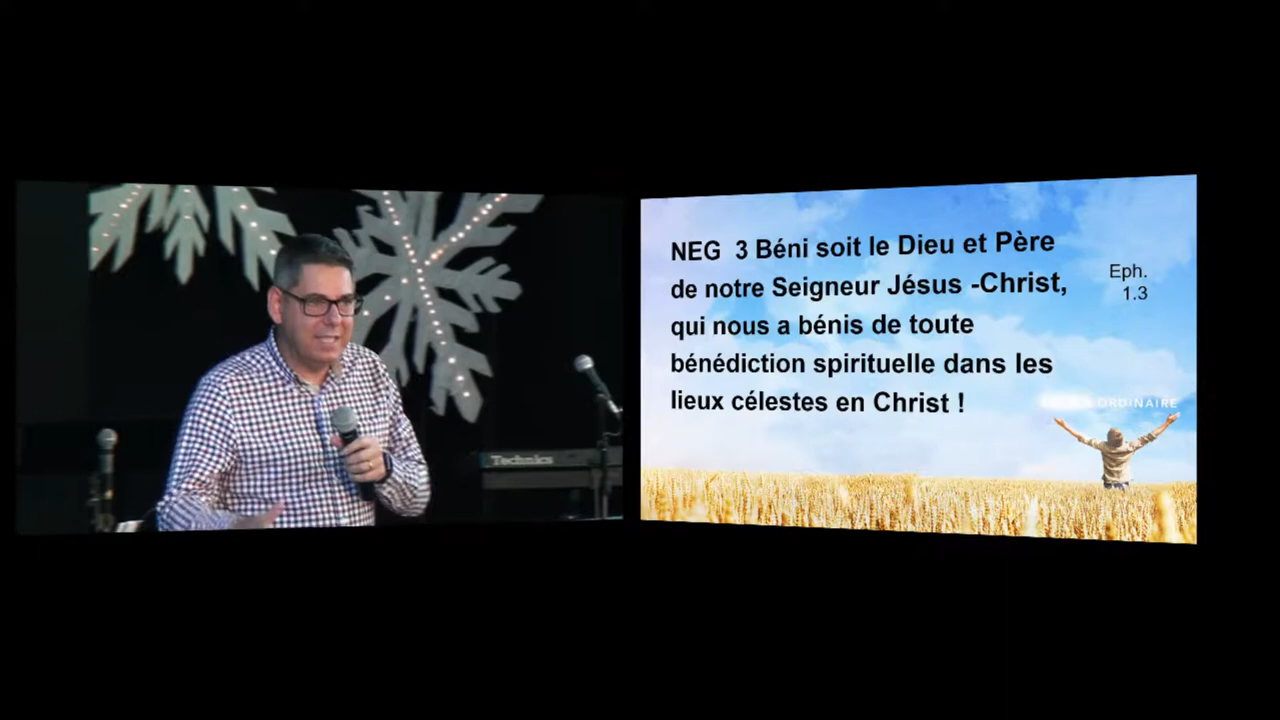 Technics
NEG 3 Béni soit le Dieu et Père
de notre Seigneur Jésus -Christ,
qui nous a bénis de toute
bénédiction spirituelle dans les
lieux célestes en Christ !
Eph.
1.3